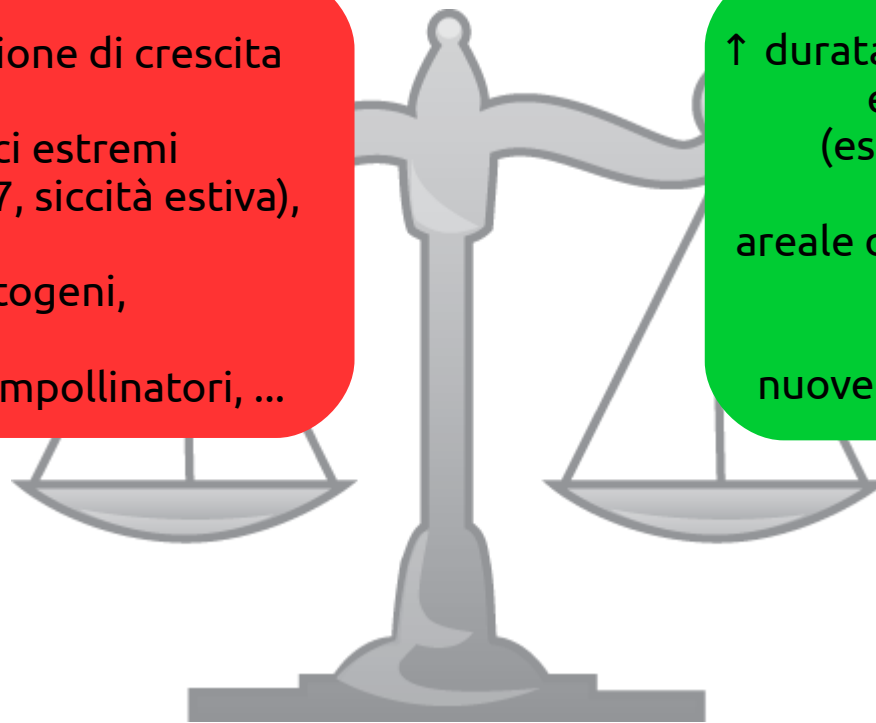 ione di crescita
ci estremi
7, siccità estiva),
togeni,
mpollinatori, ...
↑ durata
e
(es
areale
nuove